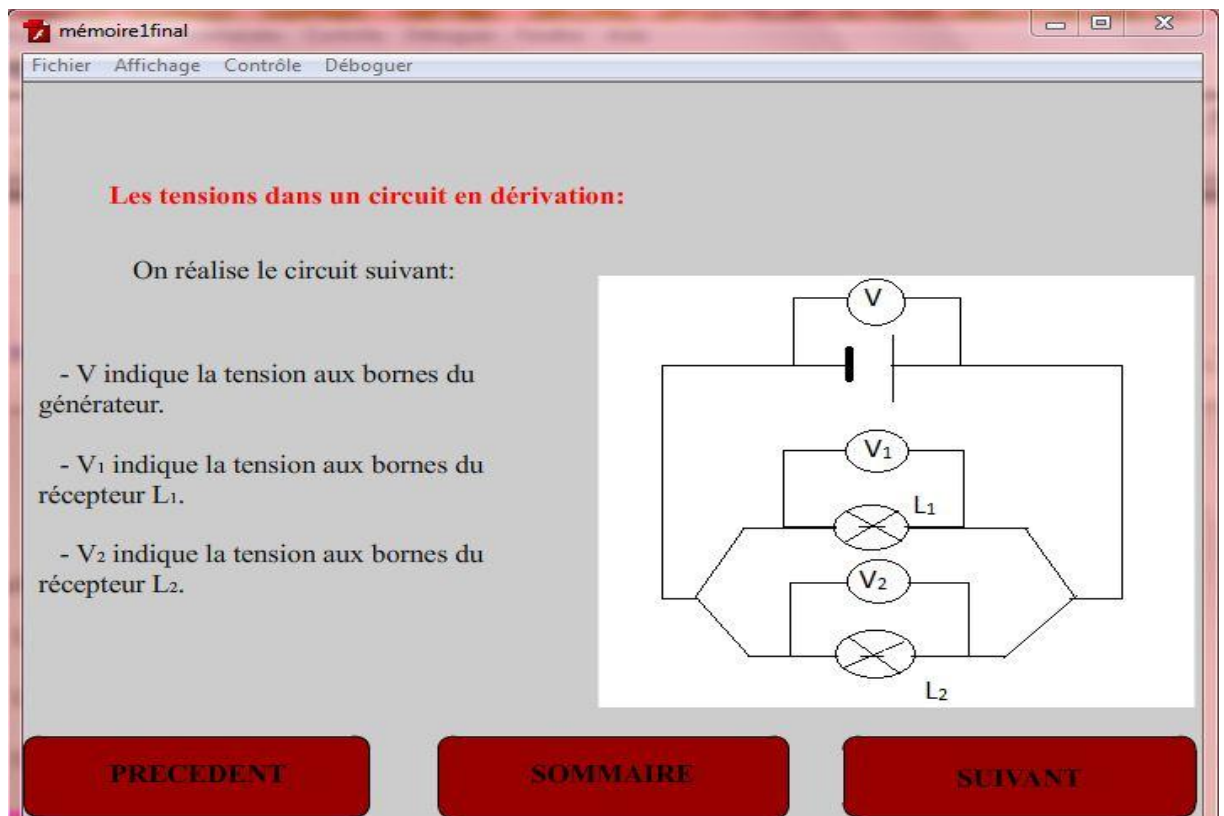 mémoire1final
Fichier Affichage Contrôle Déboguer
Les tensions dans un circuit en dérivation:
On réalise le circuit suivant:
- V indique la tension aux bornes du
générateur.
- V₁ indique la tension aux bornes du
récepteur L₁.
- V₂ indique la tension aux bornes du
récepteur L₂.
V
V₁
L₁
V₂
L₂
PRECEDENT
SOMMAIRE
SUIVANT